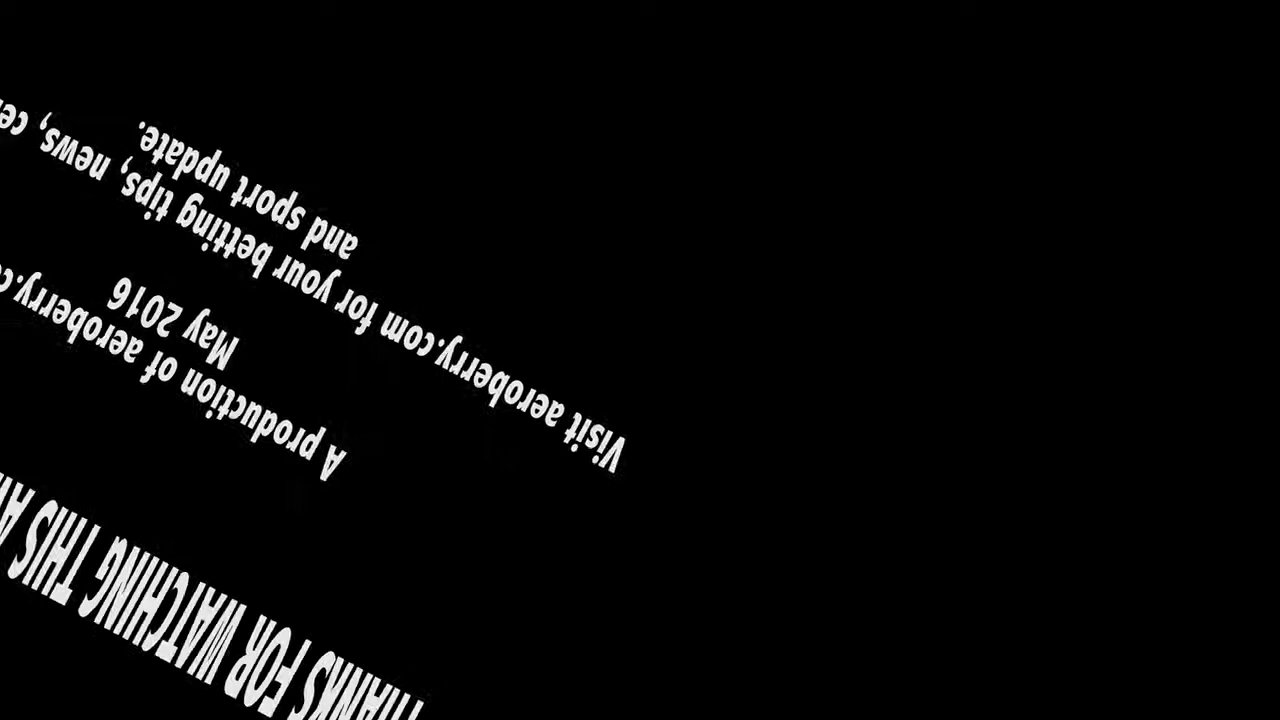 THANKS FOR WATCHING THIS
A production of aeroberry.c
May 2016
Visit aeroberry.com for your betting tips, news, ce
and sport update.